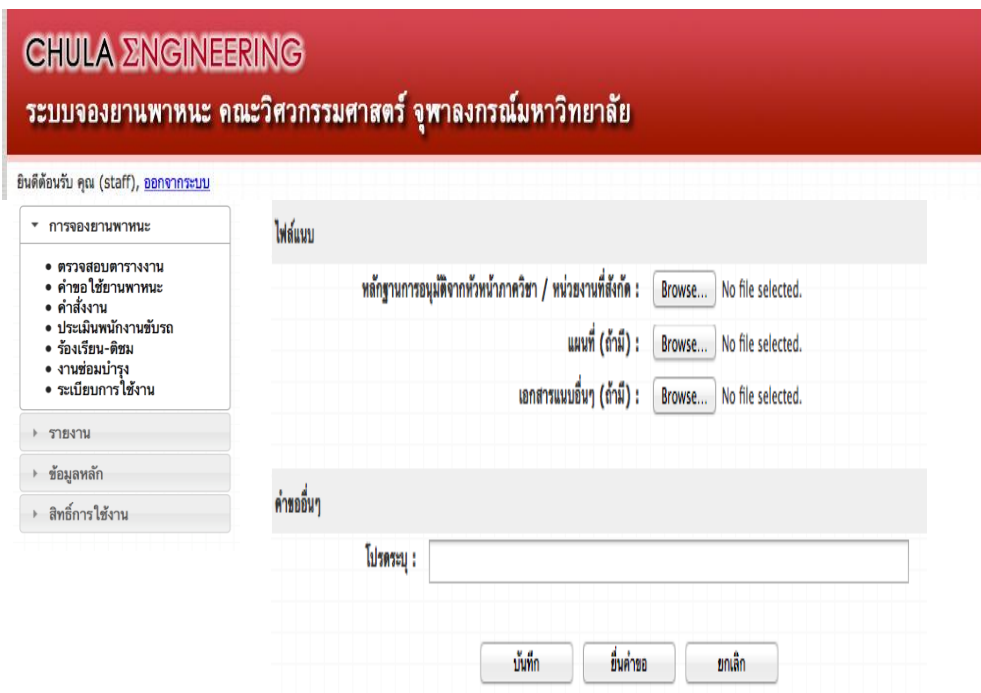 CHULA ΣNGINEERING
ระบบจองยานพาหนะ คณะวิศวกรรมศาสตร์ จุฬาลงกรณ์มหาวิทยาลัย
ยินดีต้อนรับ คุณ (staff), ออกจากระบบ
การจองยานพาหนะ
• ตรวจสอบตารางงาน
• คำขอใช้ยานพาหนะ
• คำสั่งงาน
• ประเมินพนักงานขับรถ
• ร้องเรียน-ติชม
• งานซ่อมบำรุง
• ระเบียบการใช้งาน
รายงาน
ข้อมูลหลัก
สิทธิ์การใช้งาน
ไฟล์แนบ
หลักฐานการอนุมัติจากหัวหน้าภาควิชา / หน่วยงานที่สังกัด : Browse... No file selected.
แผนที่ (ถ้ามี) : Browse... No file selected.
เอกสารแนบอื่นๆ (ถ้ามี) : Browse... No file selected.
คำขออื่นๆ
โปรดระบุ :
บันทึก ยื่นคำขอ ยกเลิก